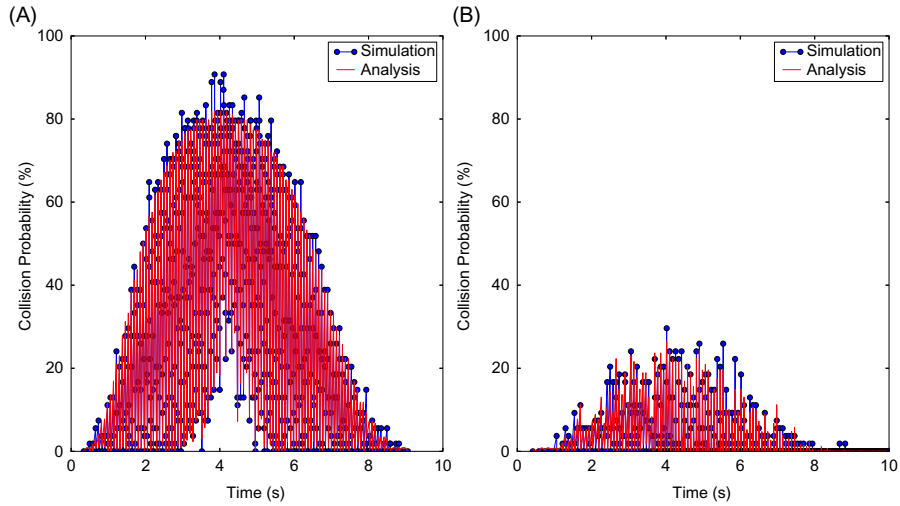 (A)
100
80
60
40
20
0
Collision Probability (%)
0 2 4 6 8 10
Time (s)
Simulation
Analysis
(B)
100
80
60
40
20
0
Collision Probability (%)
0 2 4 6 8 10
Time (s)
Simulation
Analysis